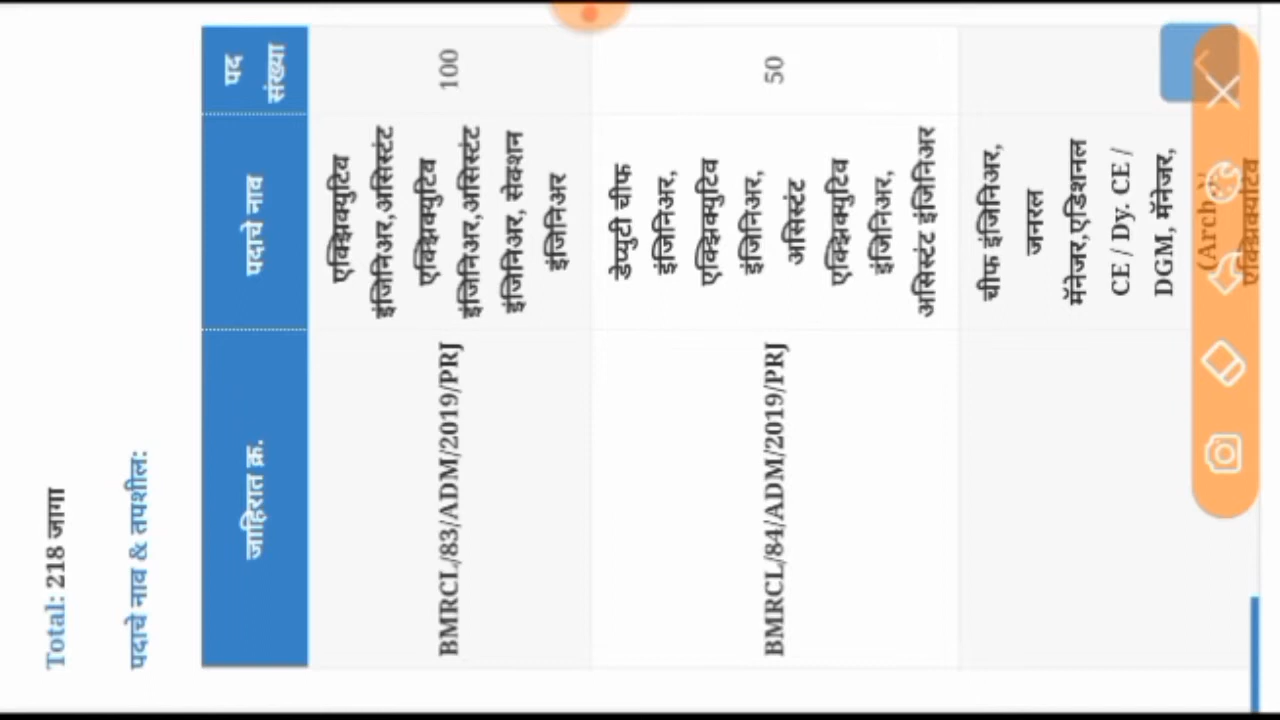 Total: 218 जागा
पदाचे नाव & तपशील:
जाहिरात क्र.
पदाचे नाव
पद
संख्या
BMRCL/83/ADM/2019/PRJ
एक्झिक्युटिव
इंजिनिअर,असिस्टंट
एक्झिक्युटिव
इंजिनिअर,असिस्टंट
इंजिनिअर, सेक्शन
इंजिनिअर
100
BMRCL/84/ADM/2019/PRJ
डेप्युटी चीफ
इंजिनिअर,
एक्झिक्युटिव
इंजिनिअर,
असिस्टंट
एक्झिक्युटिव
इंजिनिअर,
असिस्टंट इंजिनिअर
50
चीफ इंजिनिअर,
जनरल
मॅनेजर,एडिशनल
CE / Dy. CE /
DGM, मॅनेजर,
(Arch
एक्झिक्युटिव